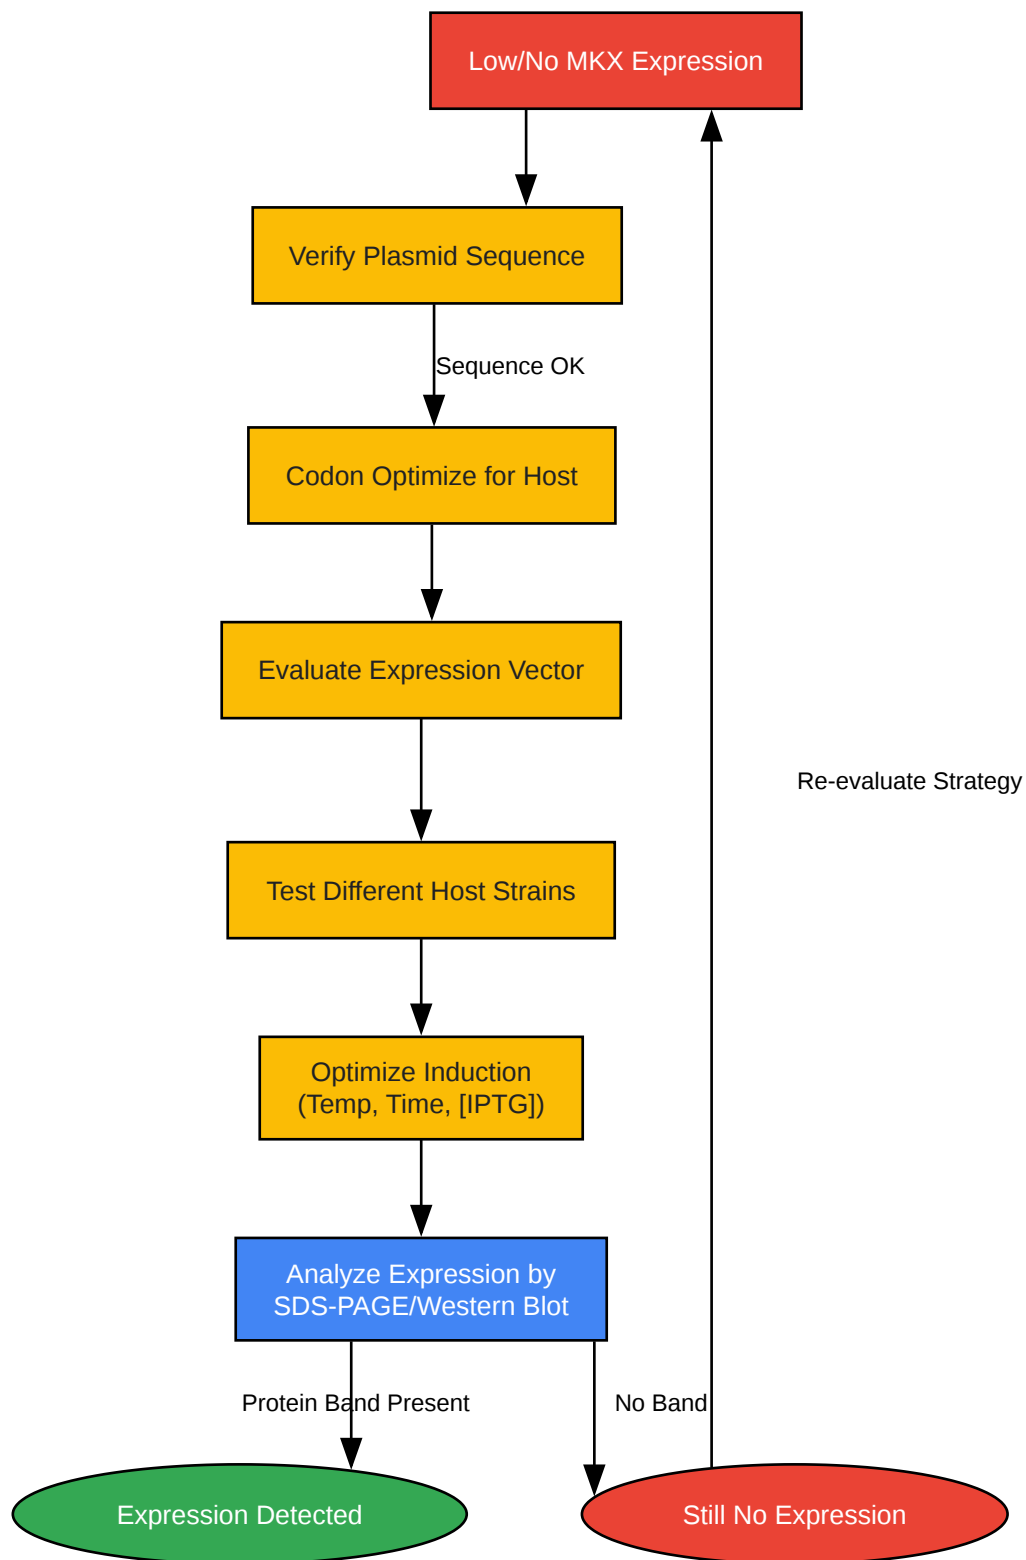 Low/No MKX Expression
Verify Plasmid Sequence
Sequence OK
Codon Optimize for Host
Evaluate Expression Vector
Re-evaluate Strategy
Test Different Host Strains
Optimize Induction
(Temp, Time, [IPTG])
Analyze Expression by
SDS-PAGE/Western Blot
Protein Band Present
No Band
Expression Detected
Still No Expression